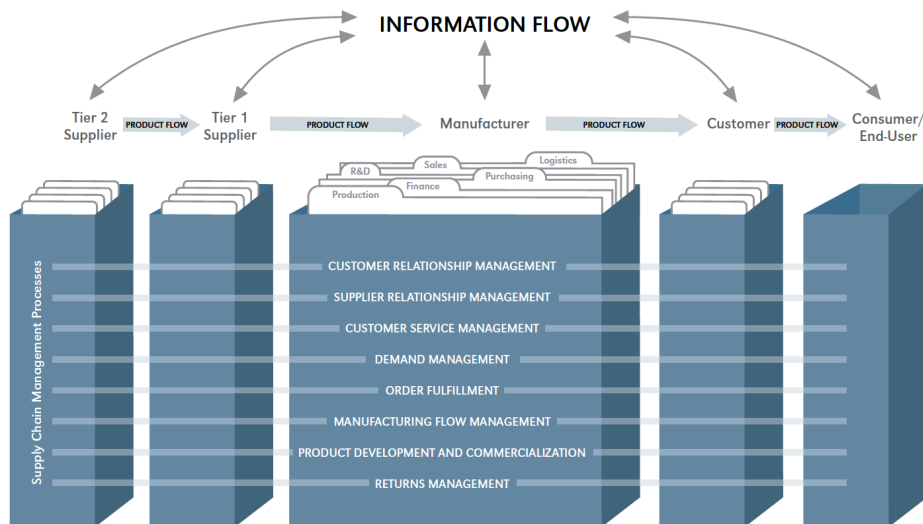 INFORMATION FLOW
Tier 2
Supplier
PRODUCT FLOW
Tier 1
Supplier
PRODUCT FLOW
Manufacturer
PRODUCT FLOW
Customer
PRODUCT FLOW
Consumer/
End-User
Logistics
Sales
R&D
Purchasing
Finance
Production
Supply Chain Management Processes
CUSTOMER RELATIONSHIP MANAGEMENT
SUPPLIER RELATIONSHIP MANAGEMENT
CUSTOMER SERVICE MANAGEMENT
DEMAND MANAGEMENT
ORDER FULFILLMENT
MANUFACTURING FLOW MANAGEMENT
PRODUCT DEVELOPMENT AND COMMERCIALIZATION
RETURNS MANAGEMENT